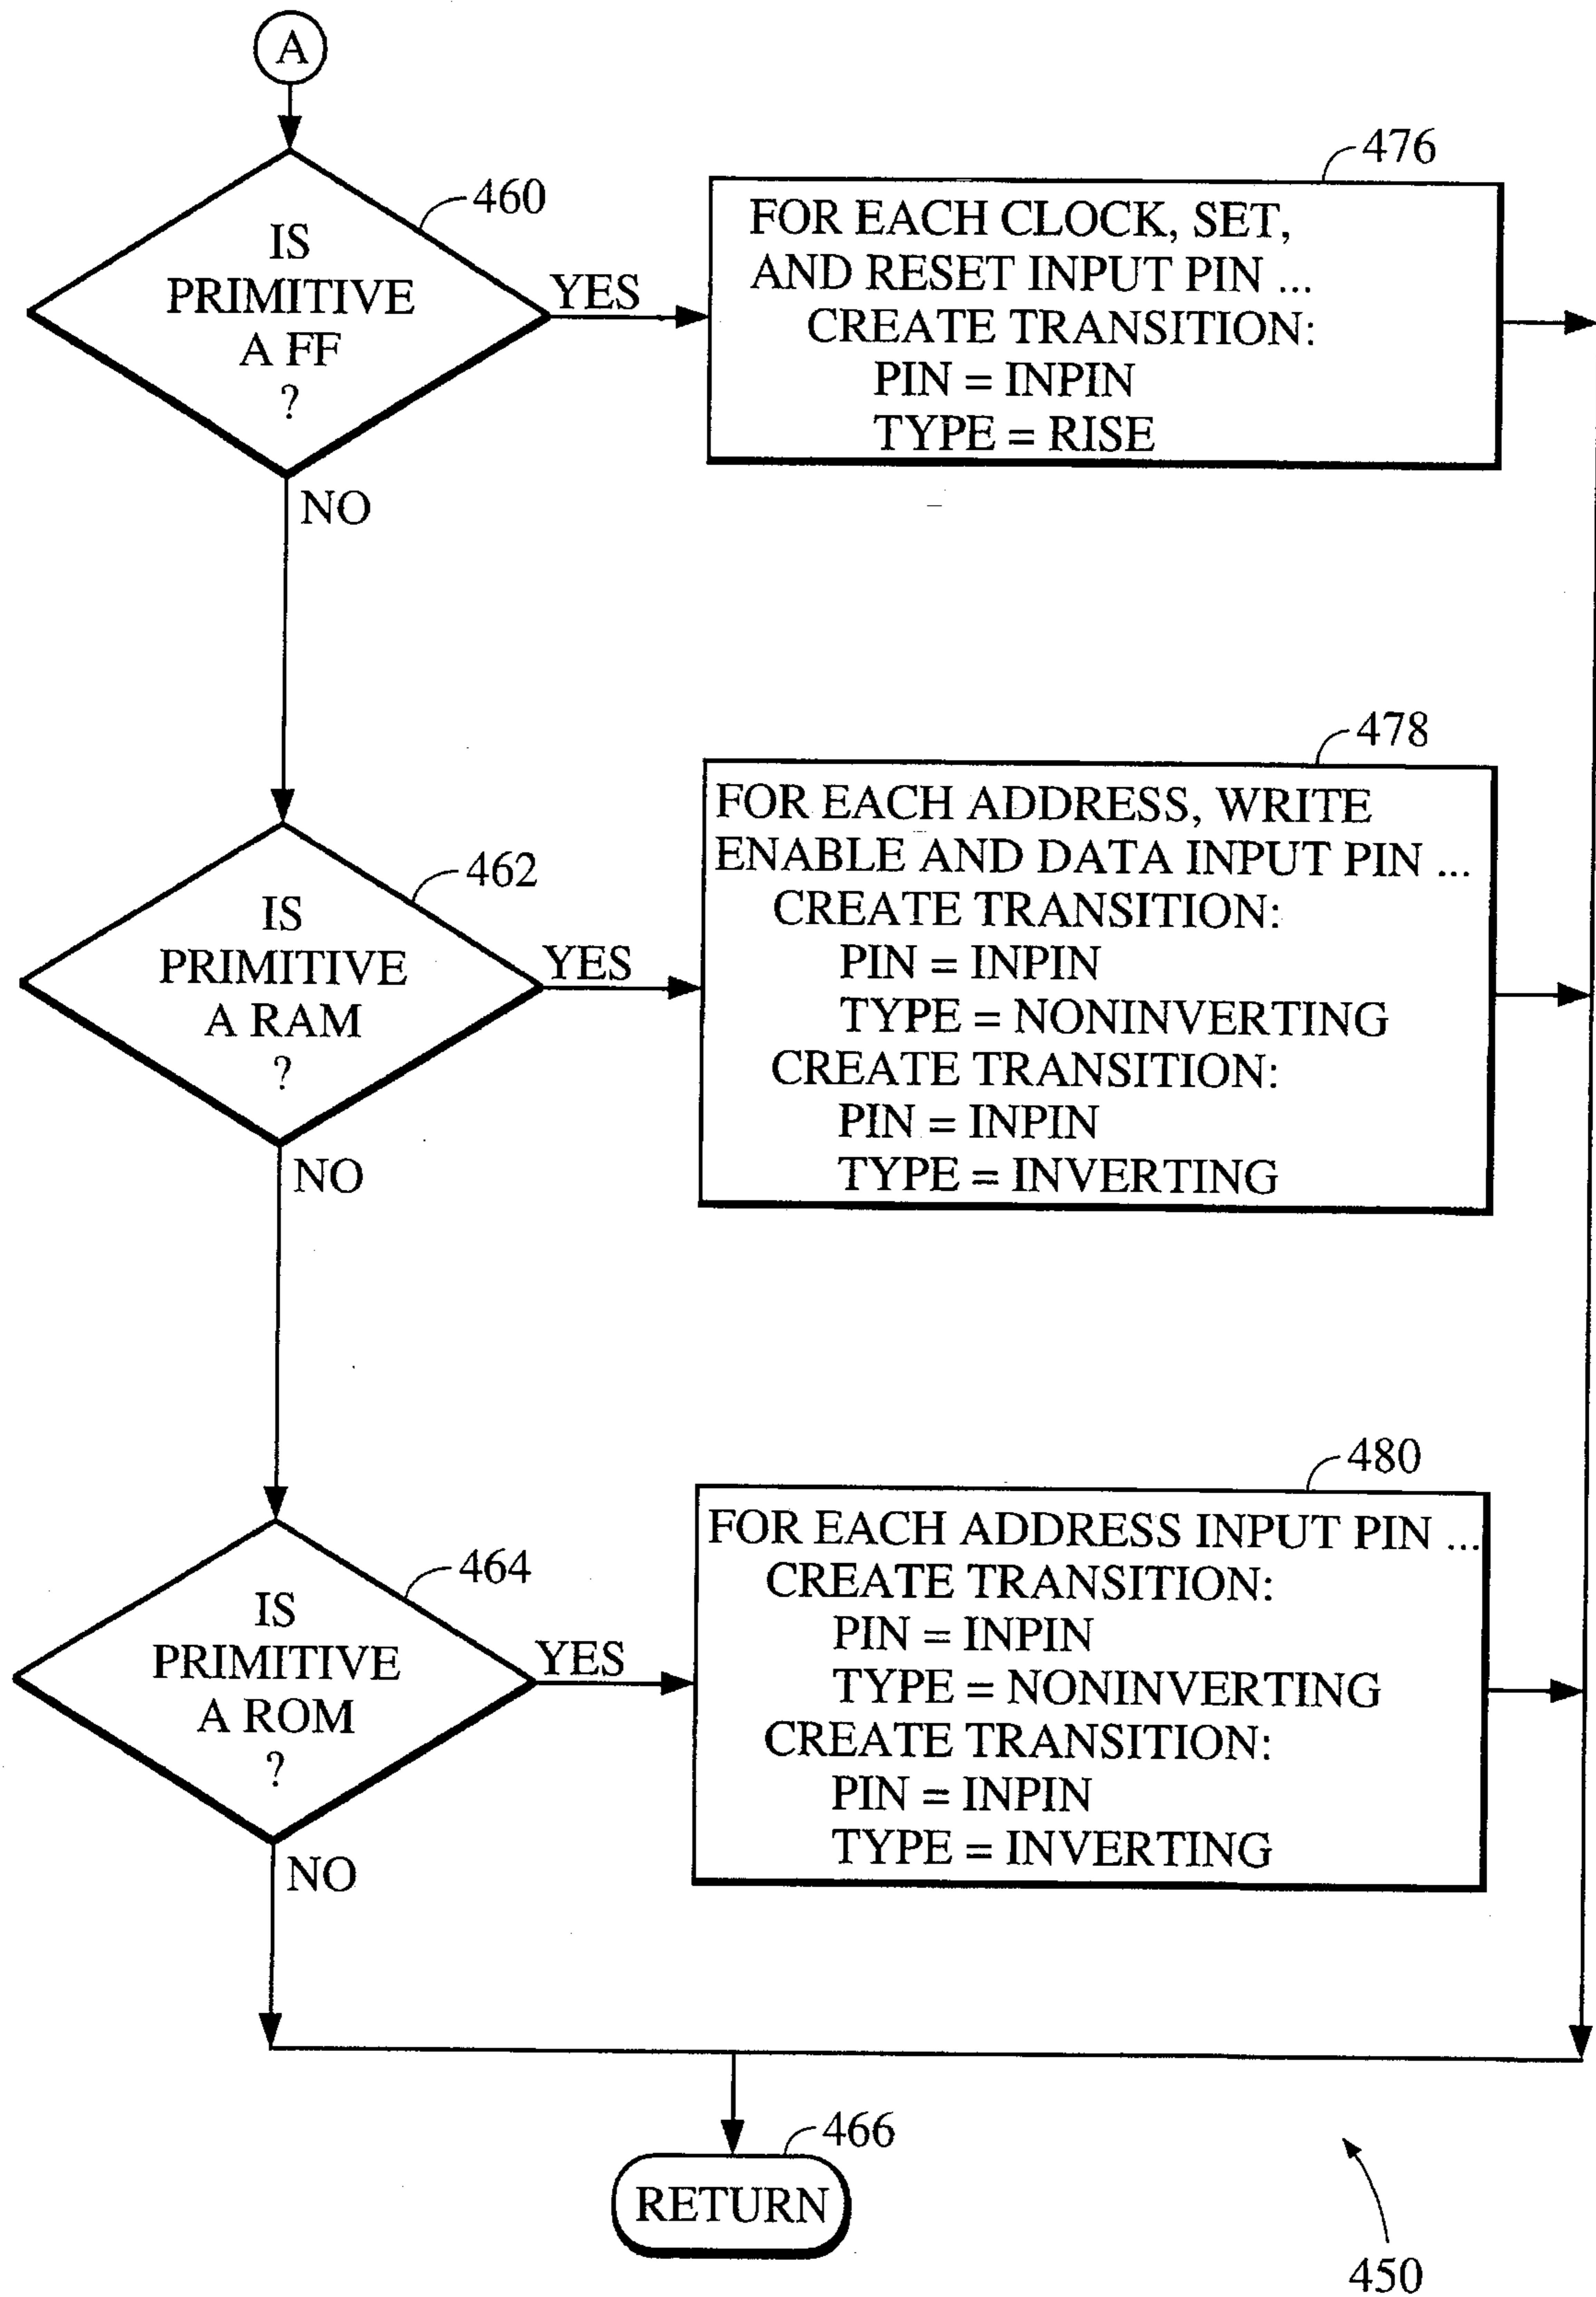 A
460
IS
PRIMITIVE
A FF
?
YES
NO
476
FOR EACH CLOCK, SET,
AND RESET INPUT PIN ...
CREATE TRANSITION:
PIN = INPIN
TYPE = RISE
462
IS
PRIMITIVE
A RAM
?
YES
NO
478
FOR EACH ADDRESS, WRITE
ENABLE AND DATA INPUT PIN ...
CREATE TRANSITION:
PIN = INPIN
TYPE = NONINVERTING
CREATE TRANSITION:
PIN = INPIN
TYPE = INVERTING
464
IS
PRIMITIVE
A ROM
?
YES
NO
480
FOR EACH ADDRESS INPUT PIN ...
CREATE TRANSITION:
PIN = INPIN
TYPE = NONINVERTING
CREATE TRANSITION:
PIN = INPIN
TYPE = INVERTING
466
RETURN
450